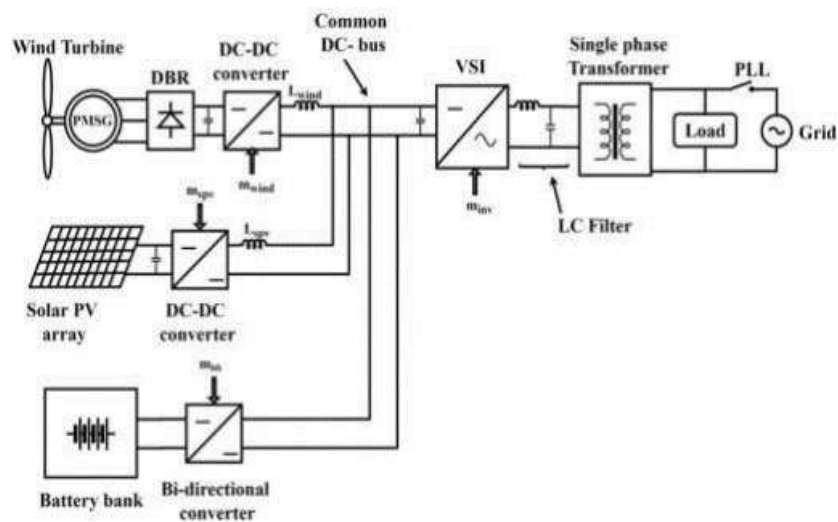 Wind Turbine
PMSG
DBR
DC-DC
converter
L_wind
m_wind
Common
DC- bus
VSI
m_inv
Single phase
Transformer
PLL
Load
Grid
LC Filter
m_spv
L_spv
Solar PV
array
DC-DC
converter
Battery bank
Bi-directional
converter